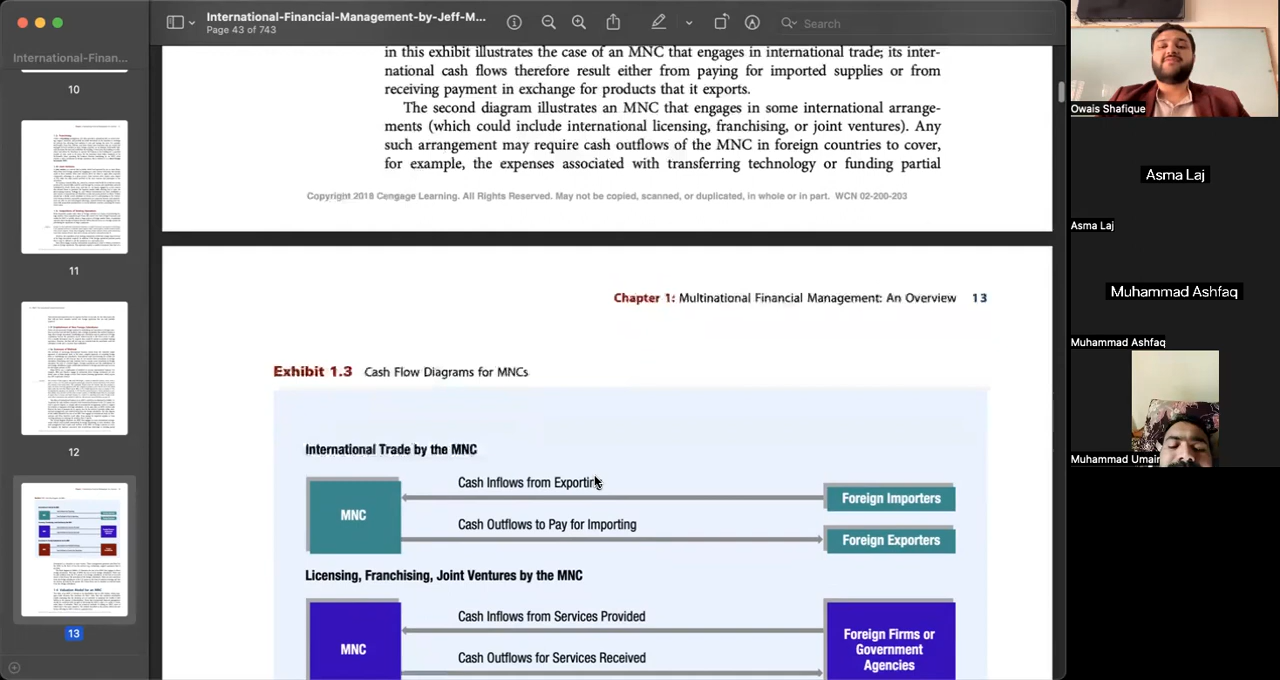 International-Financial-Management-by-Jeff-M...
Page 43 of 743
Search
International-Finan...
10
11
12
13
in this exhibit illustrates the case of an MNC that engages in international trade; its inter-
national cash flows therefore result either from paying for imported supplies or from
receiving payment in exchange for products that it exports.
The second diagram illustrates an MNC that engages in some international arrange-
ments (which could include international licensing, franchising, or joint ventures). Any
such arrangement may require cash outflows of the MNC in foreign countries to cover,
for example, the expenses associated with transferring technology or funding partial
Copyright 2018 Cengage Learning. All Rights Reserved. May not be copied, scanned, or duplicated, in whole or in part. WCN 02-200-203
Chapter 1: Multinational Financial Management: An Overview 13
Exhibit 1.3 Cash Flow Diagrams for MNCs
International Trade by the MNC
MNC
Cash Inflows from Exporting
Foreign Importers
Cash Outflows to Pay for Importing
Foreign Exporters
Licensing, Franchising, Joint Ventures by the MNC
MNC
Cash Inflows from Services Provided
Cash Outflows for Services Received
Foreign Firms or
Government
Agencies
Owais Shafique
Asma Laj
Asma Laj
Muhammad Ashfaq
Muhammad Ashfaq
Muhammad Umair